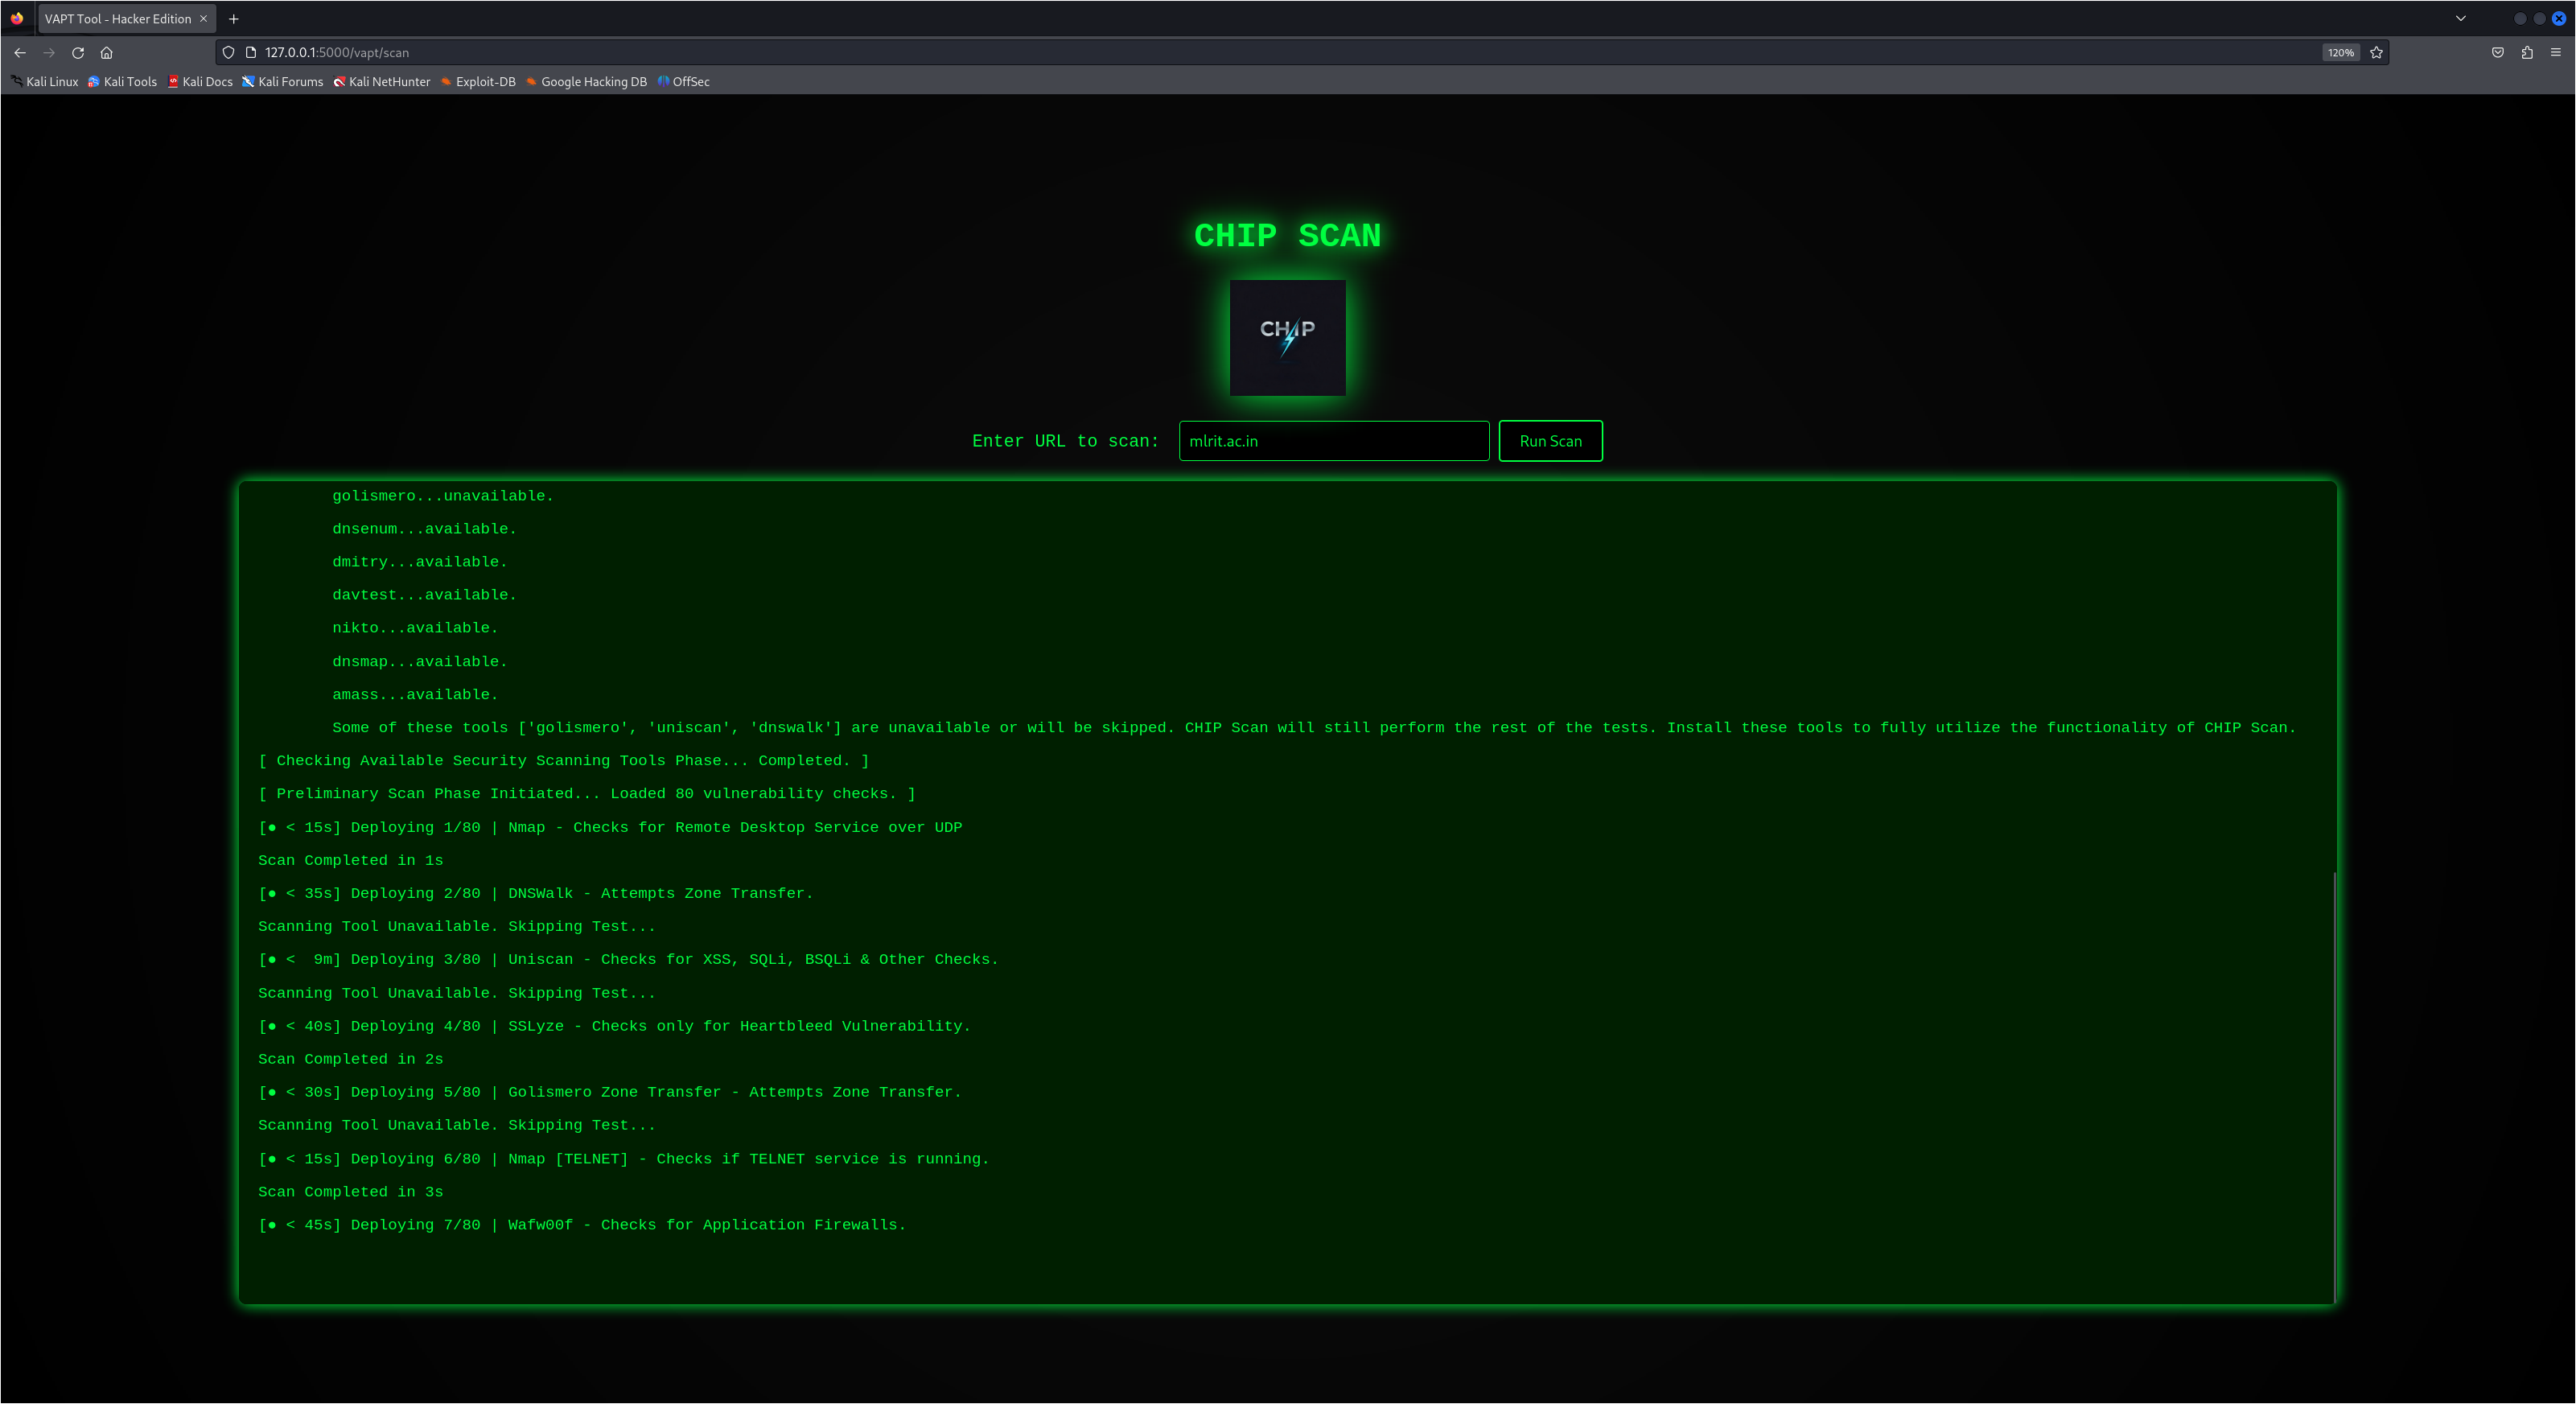 VAPT Tool - Hacker Edition
127.0.0.1:5000/vapt/scan
120%
Kali Linux Kali Tools Kali Docs Kali Forums Kali NetHunter Exploit-DB Google Hacking DB OffSec
CHIP SCAN
CHIP
Enter URL to scan: mlrit.ac.in Run Scan
golismero...unavailable.
dnsenum...available.
dmitry...available.
davtest...available.
nikto...available.
dnsmap...available.
amass...available.
Some of these tools ['golismero', 'uniscan', 'dnswalk'] are unavailable or will be skipped. CHIP Scan will still perform the rest of the tests. Install these tools to fully utilize the functionality of CHIP Scan.
[ Checking Available Security Scanning Tools Phase... Completed. ]
[ Preliminary Scan Phase Initiated... Loaded 80 vulnerability checks. ]
[● < 15s] Deploying 1/80 | Nmap - Checks for Remote Desktop Service over UDP
Scan Completed in 1s
[● < 35s] Deploying 2/80 | DNSWalk - Attempts Zone Transfer.
Scanning Tool Unavailable. Skipping Test...
[● <  9m] Deploying 3/80 | Uniscan - Checks for XSS, SQLi, BSQLi & Other Checks.
Scanning Tool Unavailable. Skipping Test...
[● < 40s] Deploying 4/80 | SSLyze - Checks only for Heartbleed Vulnerability.
Scan Completed in 2s
[● < 30s] Deploying 5/80 | Golismero Zone Transfer - Attempts Zone Transfer.
Scanning Tool Unavailable. Skipping Test...
[● < 15s] Deploying 6/80 | Nmap [TELNET] - Checks if TELNET service is running.
Scan Completed in 3s
[● < 45s] Deploying 7/80 | Wafw00f - Checks for Application Firewalls.